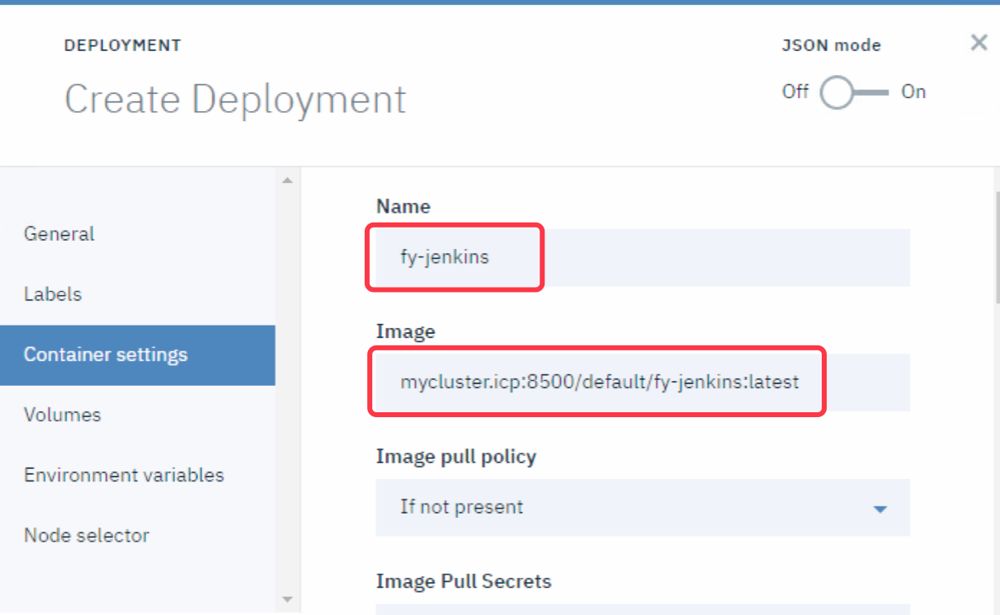 DEPLOYMENT
Create Deployment
JSON mode
Off On
General
Labels
Container settings
Volumes
Environment variables
Node selector
Name
fy-jenkins
Image
mycluster.icp:8500/default/fy-jenkins:latest
Image pull policy
If not present
Image Pull Secrets